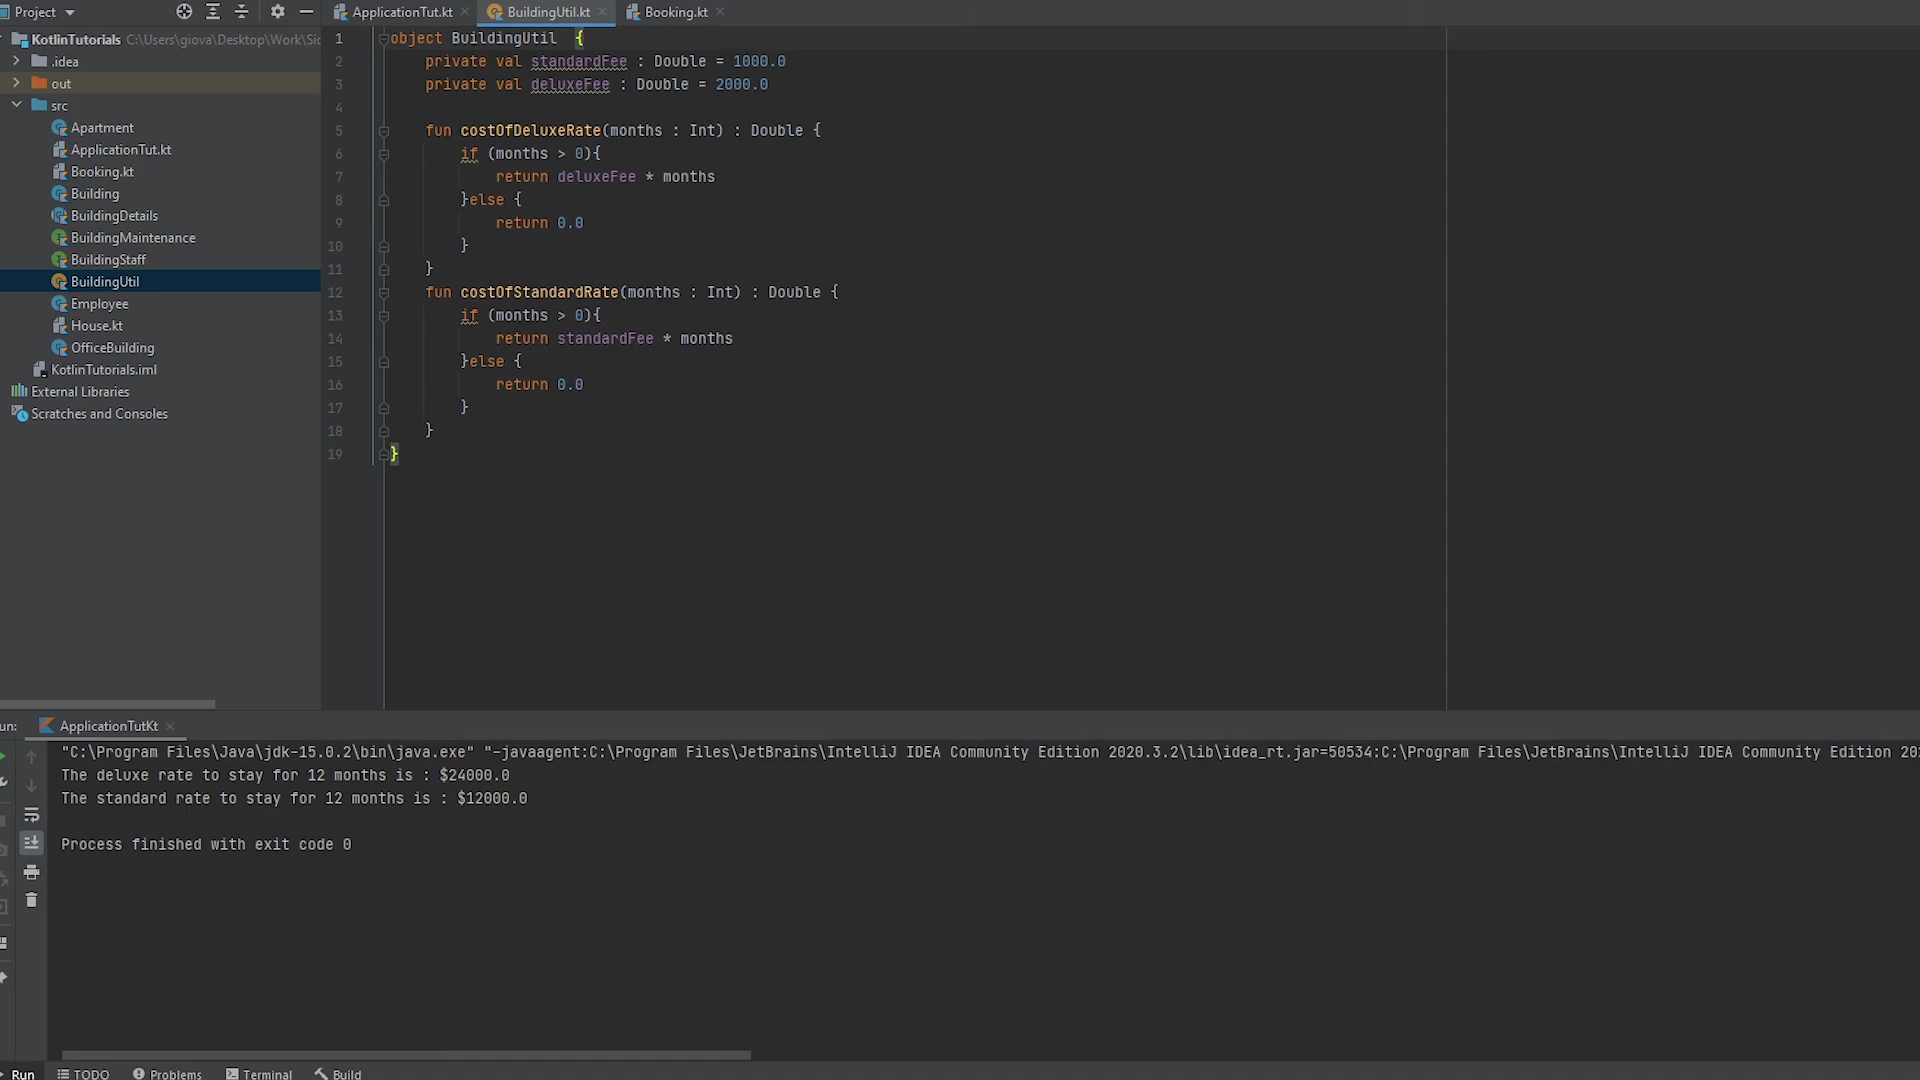 Project
ApplicationTut.kt
BuildingUtil.kt
Booking.kt
KotlinTutorials C:\Users\giova\Desktop\Work\
.idea
out
src
Apartment
ApplicationTut.kt
Booking.kt
Building
BuildingDetails
BuildingMaintenance
BuildingStaff
BuildingUtil
Employee
House.kt
OfficeBuilding
KotlinTutorials.iml
External Libraries
Scratches and Consoles
1 object BuildingUtil {
2 private val standardFee : Double = 1000.0
3 private val deluxeFee : Double = 2000.0
4
5 fun costOfDeluxeRate(months : Int) : Double {
6 if (months > 0){
7 return deluxeFee * months
8 }else {
9 return 0.0
10 }
11 }
12 fun costOfStandardRate(months : Int) : Double {
13 if (months > 0){
14 return standardFee * months
15 }else {
16 return 0.0
17 }
18 }
19 }
un: ApplicationTutKt
"C:\Program Files\Java\jdk-15.0.2\bin\java.exe" "-javaagent:C:\Program Files\JetBrains\IntelliJ IDEA Community Edition 2020.3.2\lib\idea_rt.jar=50534:C:\Program Files\JetBrains\IntelliJ IDEA Community Edition 20
The deluxe rate to stay for 12 months is : $24000.0
The standard rate to stay for 12 months is : $12000.0
Process finished with exit code 0
Run TODO Problems Terminal Build